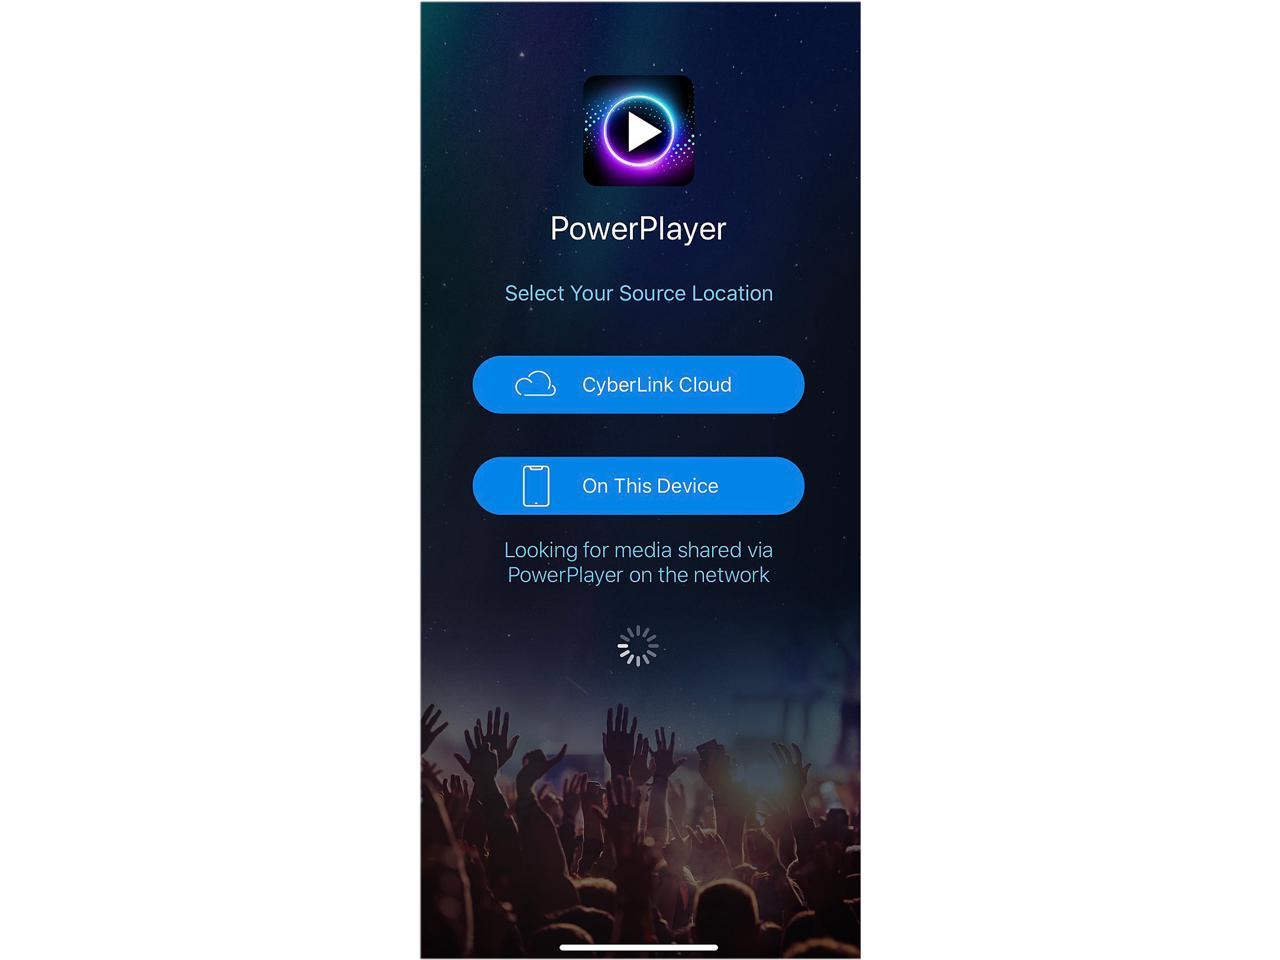 PowerPlayer
Select Your Source Location
CyberLink Cloud
On This Device
Looking for media shared via
PowerPlayer on the network